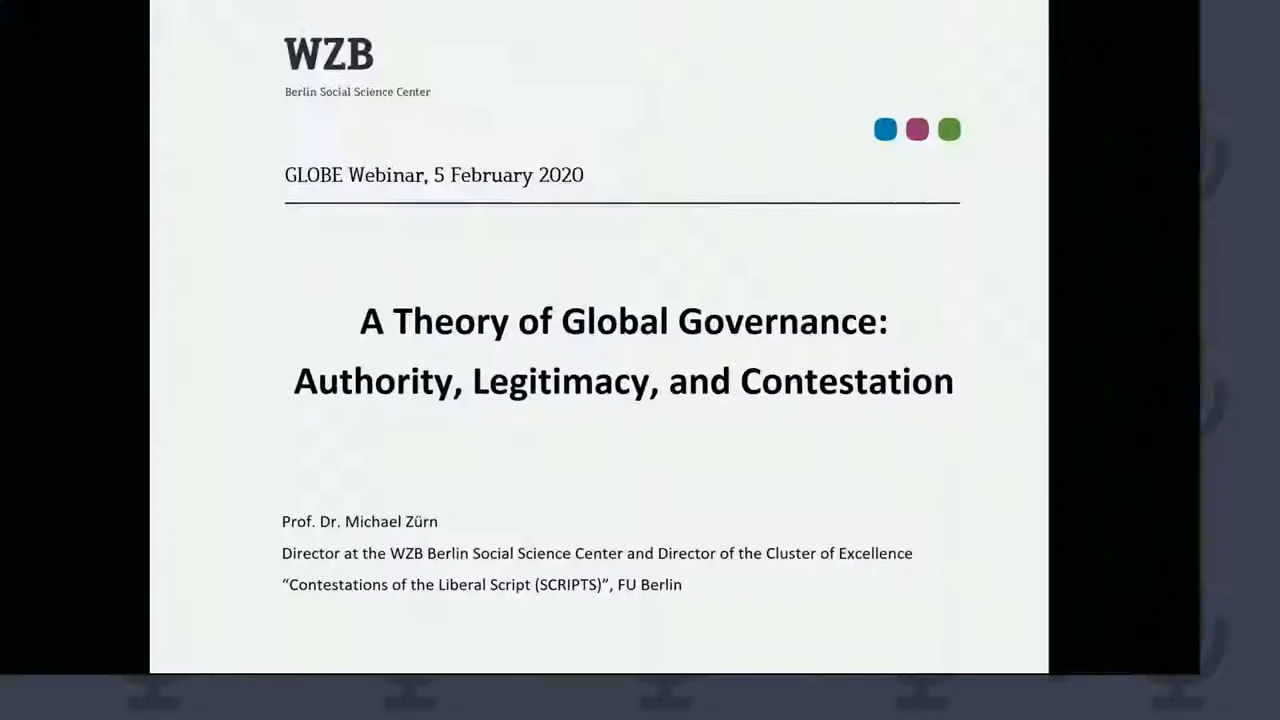 WZB
Berlin Social Science Center
GLOBE Webinar, 5 February 2020
A Theory of Global Governance:
Authority, Legitimacy, and Contestation
Prof. Dr. Michael Zürn
Director at the WZB Berlin Social Science Center and Director of the Cluster of Excellence
“Contestations of the Liberal Script (SCRIPTS)”, FU Berlin